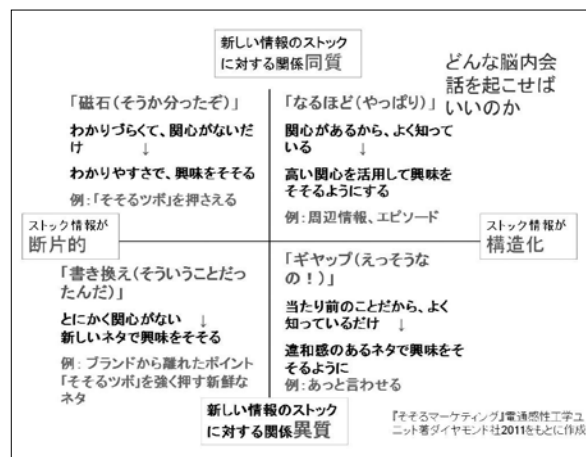 新しい情報のストック
に対する関係同質
どんな脳内会
話を起こせば
いいのか
「磁石(そうか分ったぞ)」
わかりづらくて、関心がないだ
け　↓
わかりやすさで、興味をそそる
例：「そそるツボ」を押さえる
「なるほど(やっぱり)」
関心があるから、よく知って
いる　↓
高い関心を活用して興味を
そそるようにする
例：周辺情報、エピソード
ストック情報が
断片的
ストック情報が
構造化
「書き換え(そういうことだっ
たんだ)」
とにかく関心がない　↓
新しいネタで興味をそそる
例：ブランドから離れたポイント
「そそるツボ」を強く押す新鮮な
ネタ
「ギヤップ(えっそうな
の！)」
当たり前のことだから、よく
知っているだけ　↓
違和感のあるネタで興味をそ
そるように
例：あっと言わせる
新しい情報のストック
に対する関係異質
『そそるマーケティング』電通感性工学ユ
ニット著ダイヤモンド社2011をもとに作成